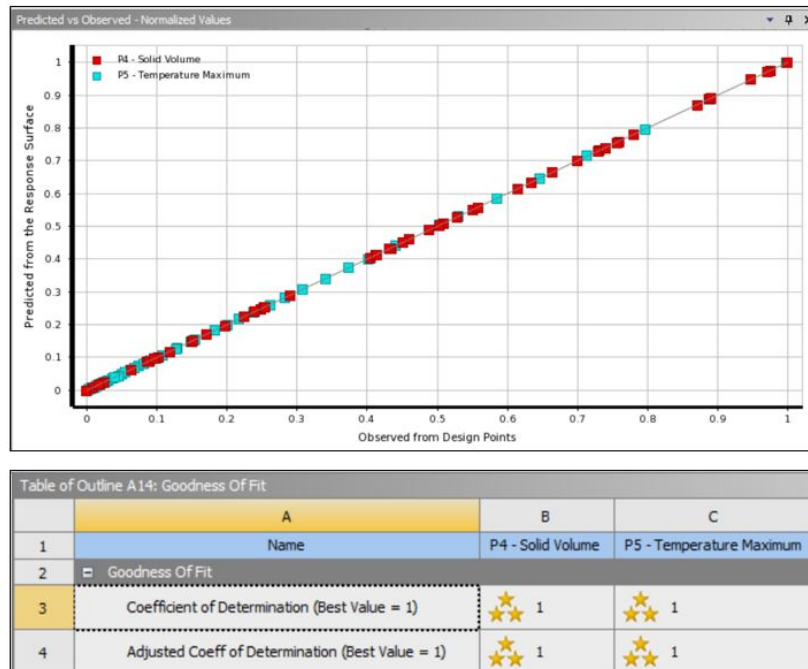 Predicted vs Observed - Normalized Values
P4 - Solid Volume
P5 - Temperature Maximum
Predicted from the Response Surface
1
0.9
0.8
0.7
0.6
0.5
0.4
0.3
0.2
0.1
0
0 0.1 0.2 0.3 0.4 0.5 0.6 0.7 0.8 0.9 1
Observed from Design Points
Table of Outline A14: Goodness Of Fit
A B C
1 Name P4 - Solid Volume P5 - Temperature Maximum
2 Goodness Of Fit
3 Coefficient of Determination (Best Value = 1) 1 1
4 Adjusted Coeff of Determination (Best Value = 1) 1 1